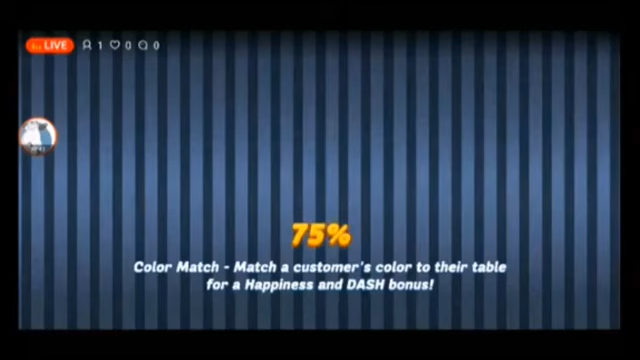 LIVE 1 0 0
75%
Color Match - Match a customer's color to their table
for a Happiness and DASH bonus!